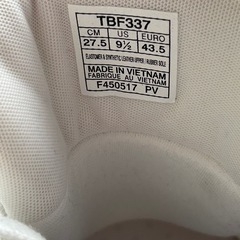 TBF337
CM US EURO
27.5 9½ 43.5
ELASTOMER & SYNTHETIC LEATHER UPPER / RUBBER SOLE
MADE IN VIETNAM
FABRIQUE AU VIETNAM
F450517 PV